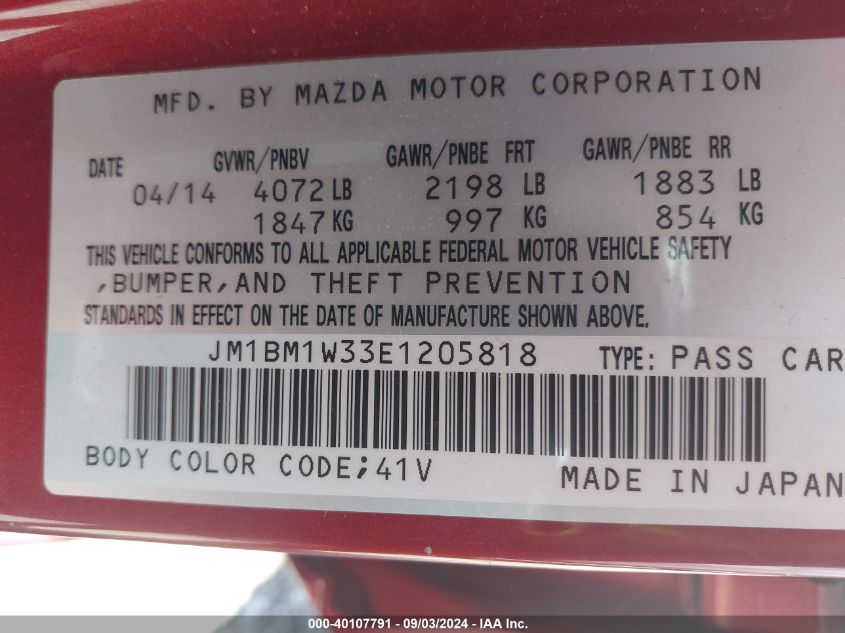 MFD. BY MAZDA MOTOR CORPORATION
DATE GVWR/PNBV GAWR/PNBE FRT GAWR/PNBE RR
04/14 4072 LB 2198 LB 1883 LB
1847 KG 997 KG 854 KG
THIS VEHICLE CONFORMS TO ALL APPLICABLE FEDERAL MOTOR VEHICLE SAFETY
,BUMPER,AND THEFT PREVENTION
STANDARDS IN EFFECT ON THE DATE OF MANUFACTURE SHOWN ABOVE.
JM1BM1W33E1205818 TYPE: PASS CAR
BODY COLOR CODE;41V
MADE IN JAPAN
000-40107791 - 09/03/2024 - IAA Inc.